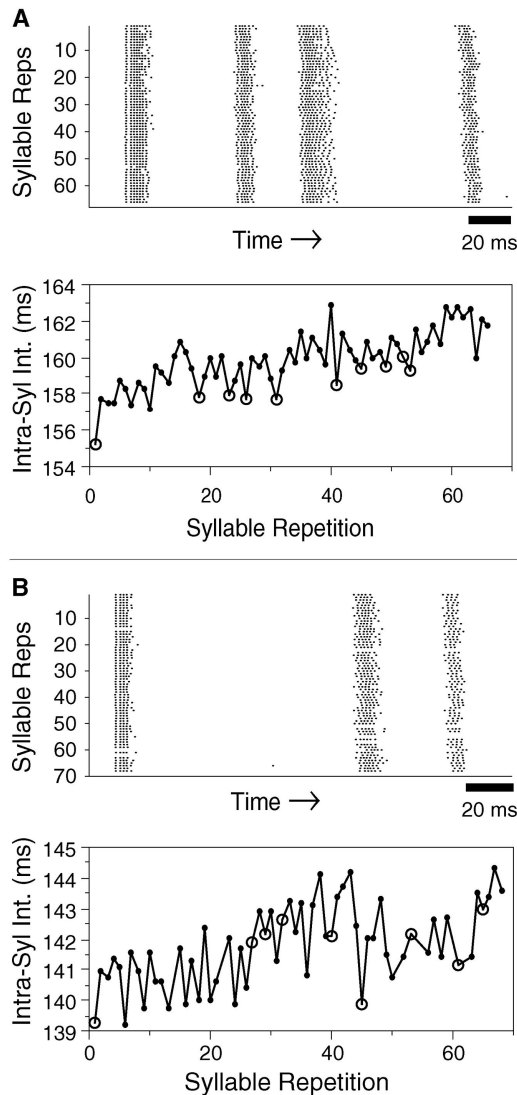 A
Syllable Reps
10
20
30
40
50
60
Time →
20 ms
Intra-Syl Int. (ms)
164
162
160
158
156
154
0 20 40 60
Syllable Repetition
B
Syllable Reps
10
20
30
40
50
60
70
Time →
20 ms
Intra-Syl Int. (ms)
145
144
143
142
141
140
139
0 20 40 60
Syllable Repetition